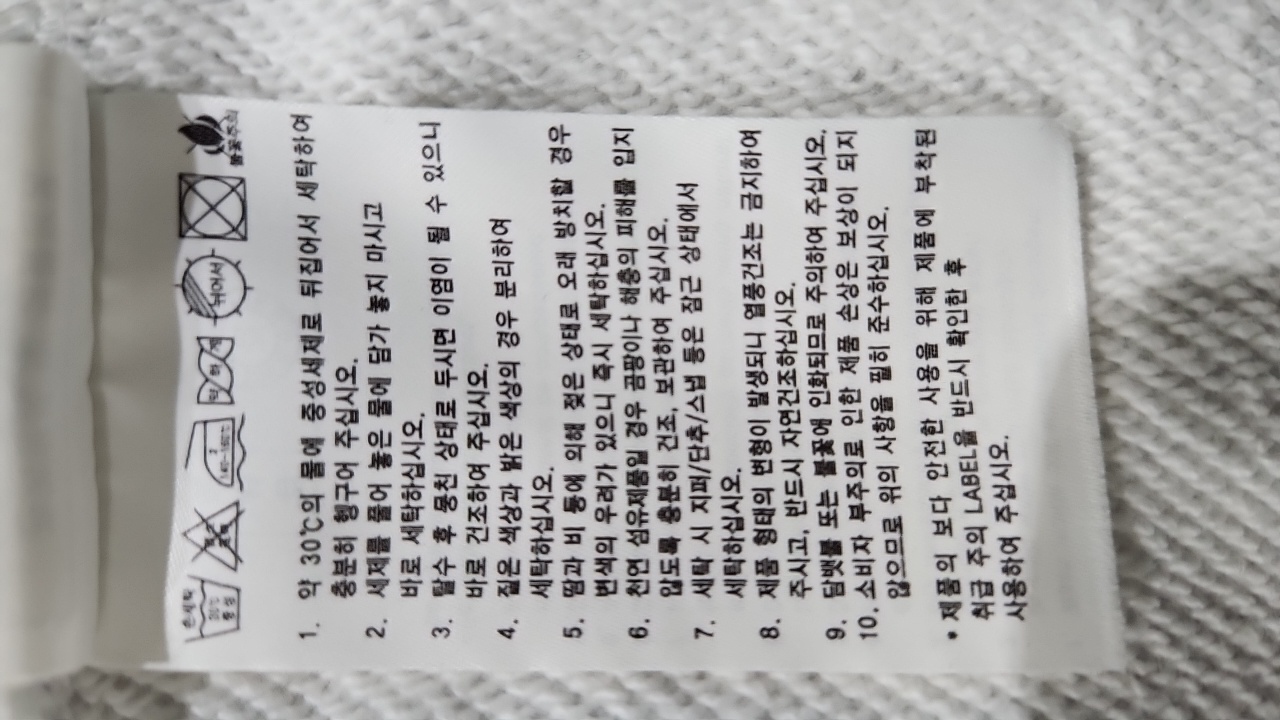 손세탁
30℃
중성
염소
표백
2
140~160℃
약 하 게
뉘어서
불꽃주의
1. 약 30℃의 물에 중성세제로 뒤집어서 세탁하여
충분히 헹구어 주십시오.
2. 세제를 풀어 놓은 물에 담가 놓지 마시고
바로 세탁하십시오.
3. 탈수 후 뭉친 상태로 두시면 이염이 될 수 있으니
바로 건조하여 주십시오.
4. 짙은 색상과 밝은 색상의 경우 분리하여
세탁하십시오.
5. 땀과 비 등에 의해 젖은 상태로 오래 방치할 경우
변색의 우려가 있으니 즉시 세탁하십시오.
6. 천연 섬유제품일 경우 곰팡이나 해충의 피해를 입지
않도록 충분히 건조, 보관하여 주십시오.
7. 세탁 시 지퍼/단추/스냅 등은 잠근 상태에서
세탁하십시오.
8. 제품 형태의 변형이 발생되니 열풍건조는 금지하여
주시고, 반드시 자연건조하십시오.
9. 담뱃불 또는 불꽃에 인화되므로 주의하여 주십시오.
10. 소비자 부주의로 인한 제품 손상은 보상이 되지
않으므로 위의 사항을 필히 준수하십시오.
* 제품의 보다 안전한 사용을 위해 제품에 부착된
취급 주의 LABEL을 반드시 확인한 후
사용하여 주십시오.